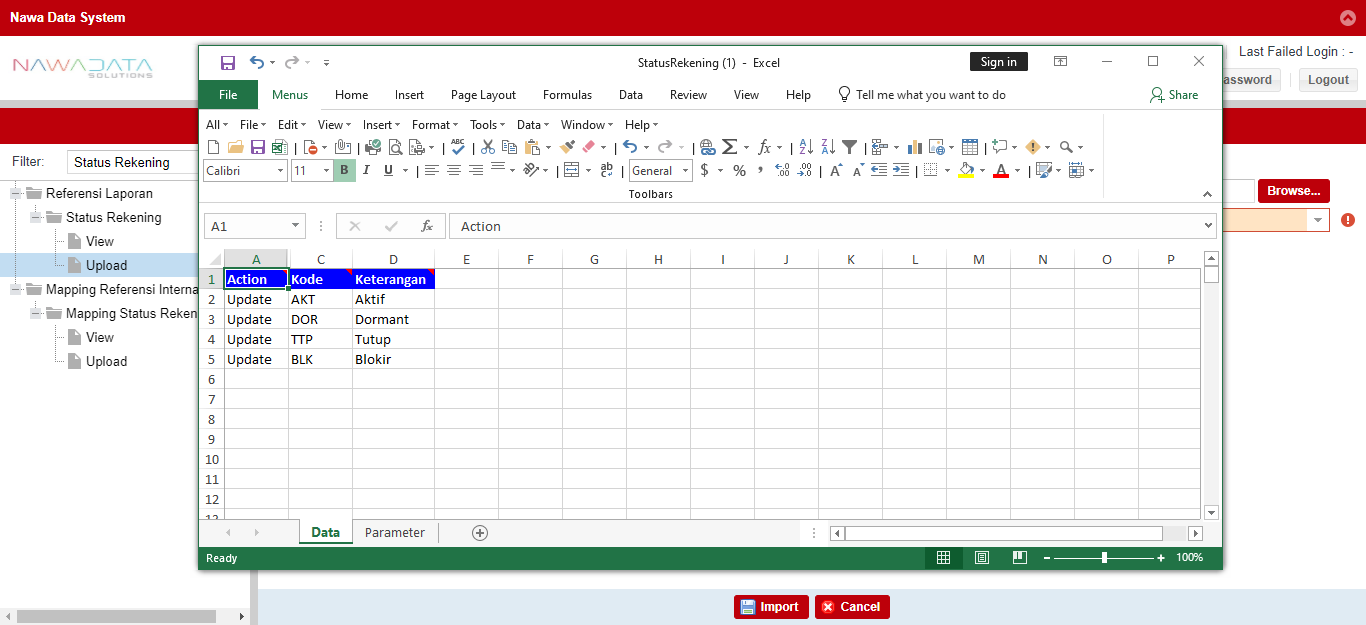 Nawa Data System
NAWADATA
SOLUTIONS
Last Failed Login : -
assword
Logout
StatusRekening (1) - Excel
Sign in
File
Menus
Home
Insert
Page Layout
Formulas
Data
Review
View
Help
Tell me what you want to do
Share
All
File
Edit
View
Insert
Format
Tools
Data
Window
Help
Calibri
11
B
I
U
General
$
%
Toolbars
Filter:
Status Rekening
Referensi Laporan
Status Rekening
View
Upload
Mapping Referensi Interna
Mapping Status Reken
View
Upload
Browse...
A1
fx
Action
A C D E F G H I J K L M N O P
1 Action Kode Keterangan
2 Update AKT Aktif
3 Update DOR Dormant
4 Update TTP Tutup
5 Update BLK Blokir
6
7
8
9
10
11
12
Data
Parameter
Ready
100%
Import
Cancel